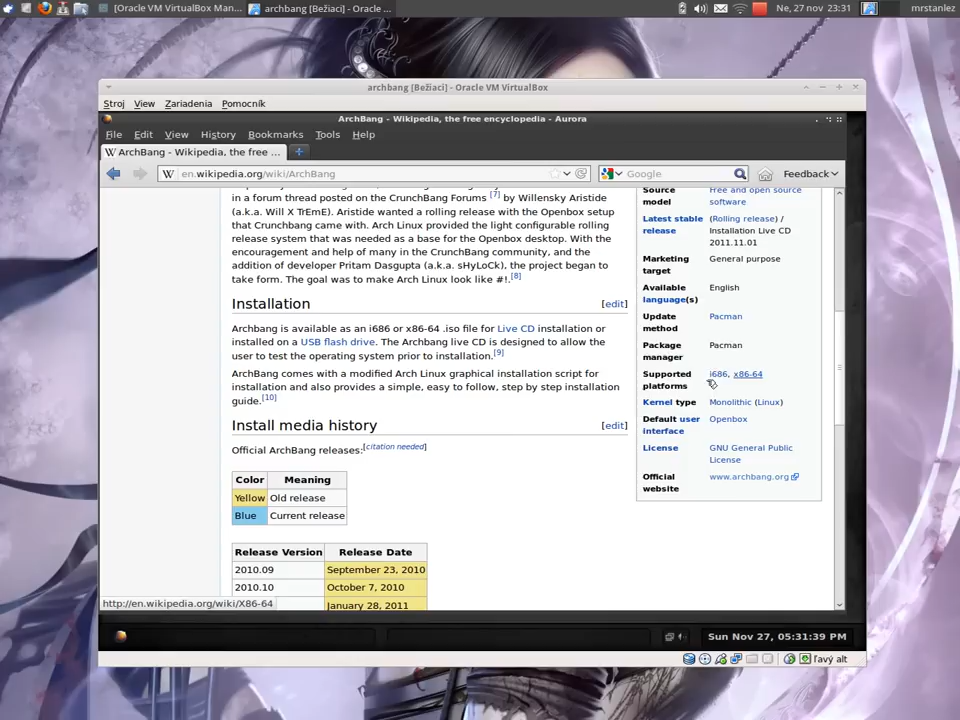 [Oracle VM VirtualBox Man...
archbang [Bežiaci] - Oracle ...
Ne, 27 nov 23:31
mrstanlez
archbang [Bežiaci] - Oracle VM VirtualBox
Stroj View Zariadenia Pomocník
ArchBang - Wikipedia, the free encyclopedia - Aurora
File Edit View History Bookmarks Tools Help
W ArchBang - Wikipedia, the free ...
W en.wikipedia.org/wiki/ArchBang
Google
Feedback
in a forum thread posted on the CrunchBang Forums [7] by Willensky Aristide
(a.k.a. Will X TrEmE). Aristide wanted a rolling release with the Openbox setup
that Crunchbang came with. Arch Linux provided the light configurable rolling
release system that was needed as a base for the Openbox desktop. With the
encouragement and help of many in the CrunchBang community, and the
addition of developer Pritam Dasgupta (a.k.a. sHyLoCk), the project began to
take form. The goal was to make Arch Linux look like #!.[8]
Installation [edit]
Archbang is available as an i686 or x86-64 .iso file for Live CD installation or
installed on a USB flash drive. The Archbang live CD is designed to allow the
user to test the operating system prior to installation.[9]
ArchBang comes with a modified Arch Linux graphical installation script for
installation and also provides a simple, easy to follow, step by step installation
guide.[10]
Install media history [edit]
Official ArchBang releases:[citation needed]
Color Meaning
Yellow Old release
Blue Current release
Release Version Release Date
2010.09 September 23, 2010
2010.10 October 7, 2010
January 28, 2011
Source model Free and open source software
Latest stable release (Rolling release) / Installation Live CD 2011.11.01
Marketing target General purpose
Available language(s) English
Update method Pacman
Package manager Pacman
Supported platforms i686, x86-64
Kernel type Monolithic (Linux)
Default user interface Openbox
License GNU General Public License
Official website www.archbang.org
http://en.wikipedia.org/wiki/X86-64
Sun Nov 27, 05:31:39 PM
ľavý alt